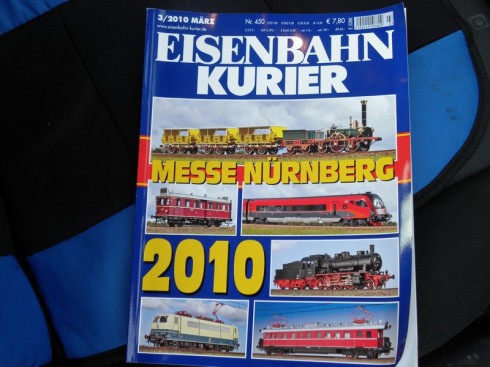 3/2010 MÄRZ
www.eisenbahn-kurier.de
Nr. 450
€ 7,80
EISENBAHN
KURIER
MESSE NÜRNBERG
2010